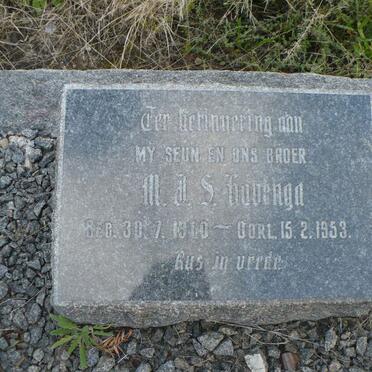 Ter herinnering aan
MY SEUN EN ONS BROER
M. J. S. Havenga
GEB. 30. 7. ~ OORL. 15. 2. 1953.
Rus in vrede